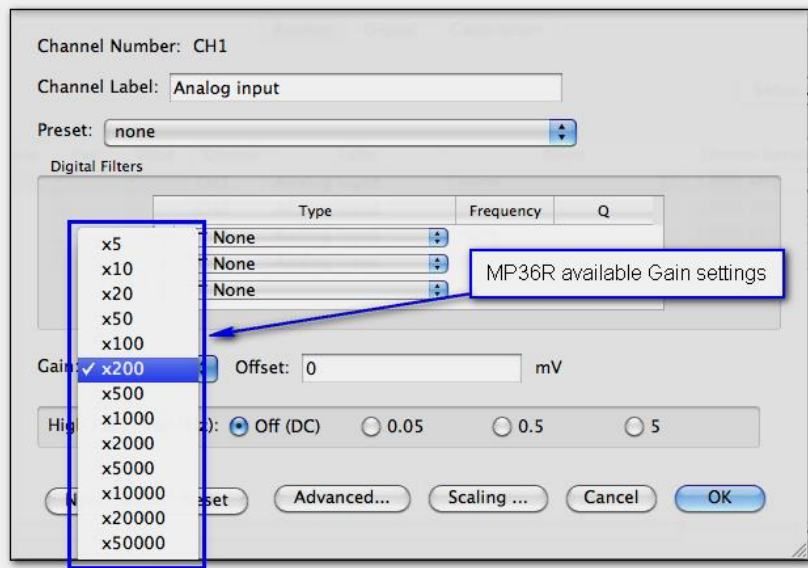 Channel Number: CH1
Channel Label: Analog input
Preset: none
Digital Filters
Type Frequency Q
None
None
None
MP36R available Gain settings
x5
x10
x20
x50
x100
Gain: ✓ x200 Offset: 0 mV
x500
x1000
x2000
x5000
x10000
x20000
x50000
Off (DC) 0.05 0.5 5
Advanced... Scaling ... Cancel OK